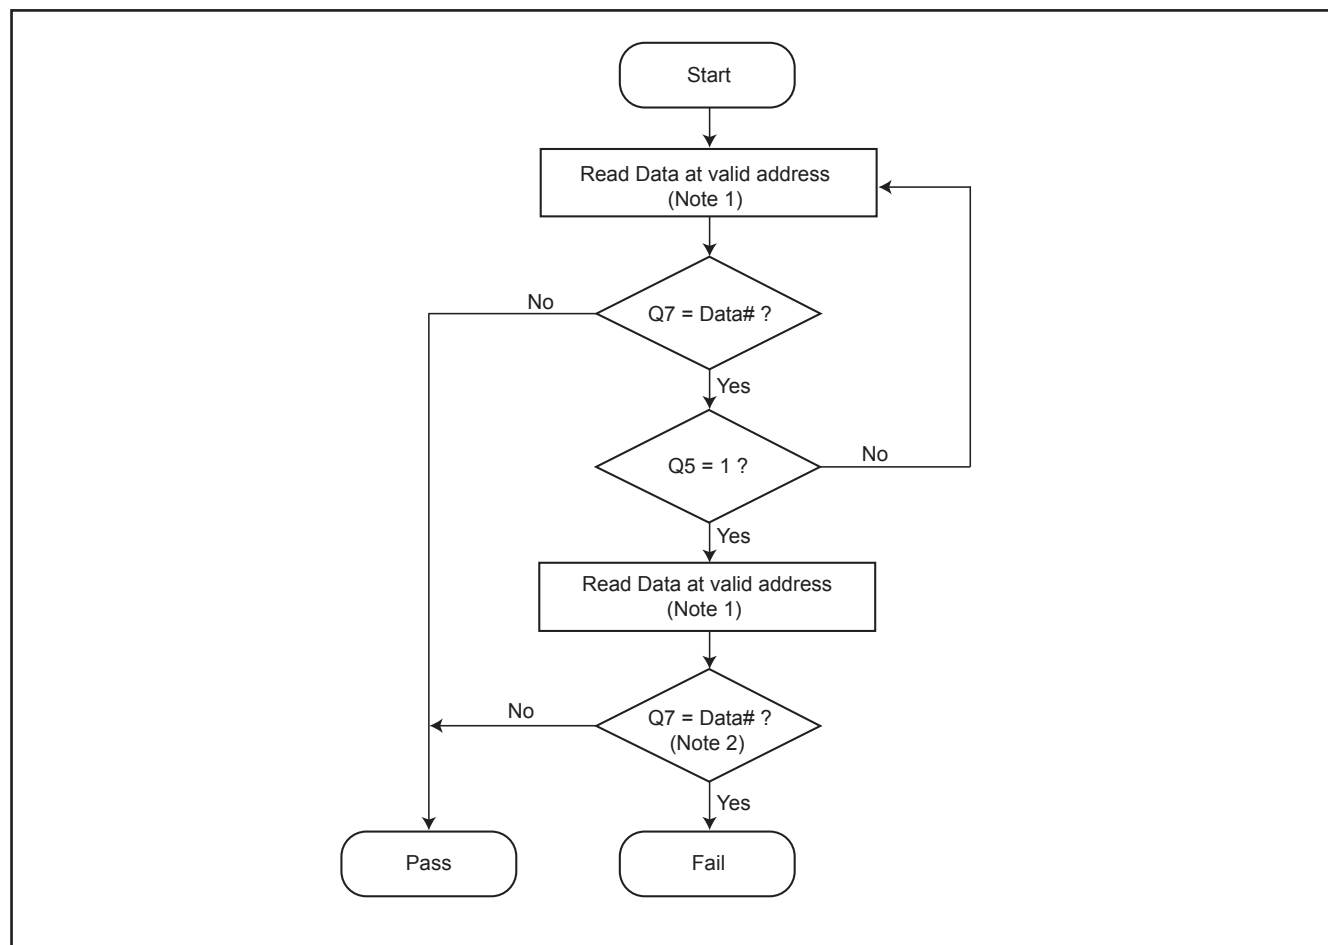 Start
Read Data at valid address
(Note 1)
No
Q7 = Data# ?
Yes
Q5 = 1 ?
No
Yes
Read Data at valid address
(Note 1)
No
Q7 = Data# ?
(Note 2)
Yes
Pass
Fail